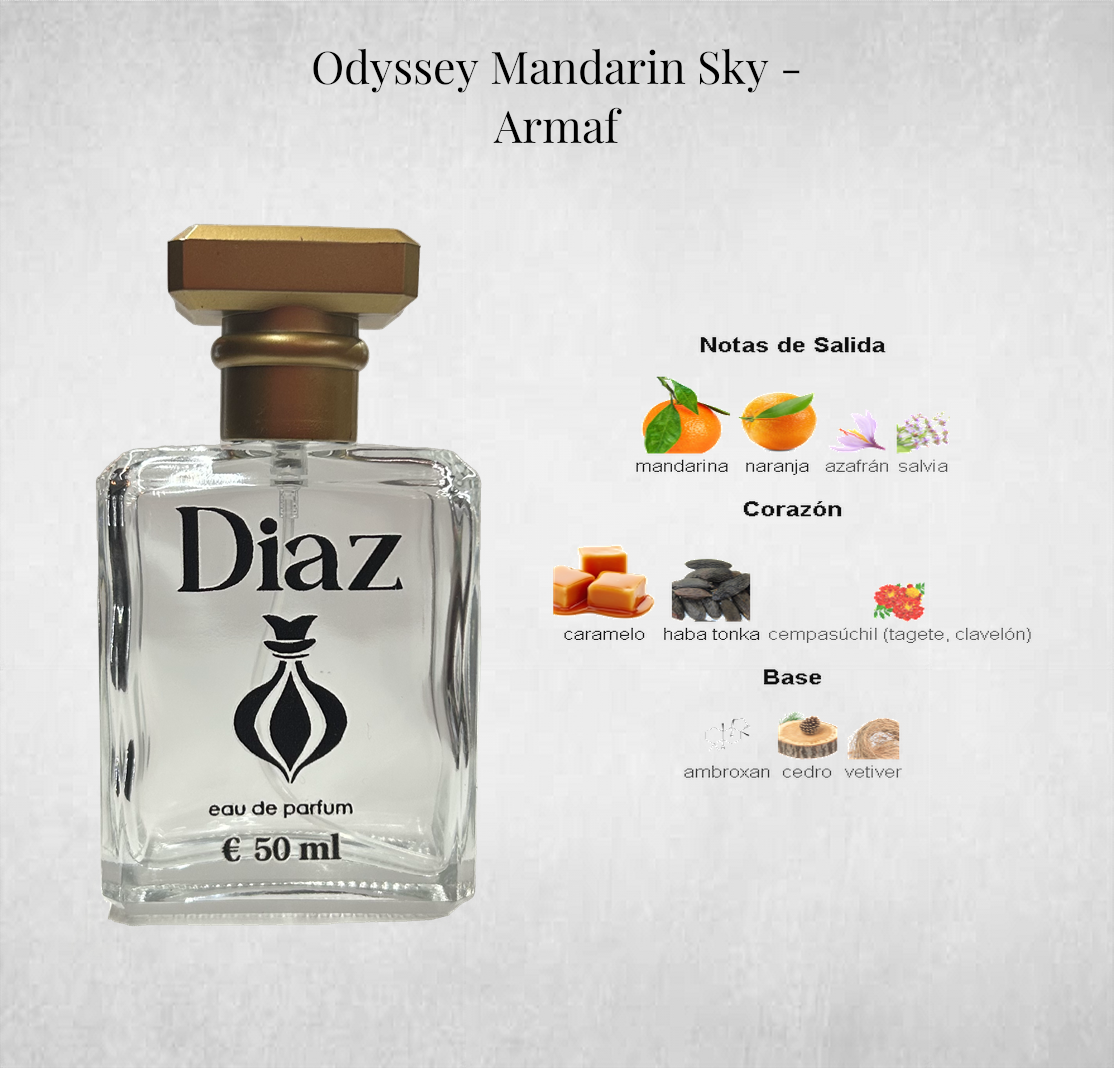 Odyssey Mandarin Sky -
Armaf
Diaz
eau de parfum
€ 50 ml
Notas de Salida
mandarina naranja azafrán salvia
Corazón
caramelo haba tonka cempasúchil (tagete, clavelón)
Base
ambroxan cedro vetiver